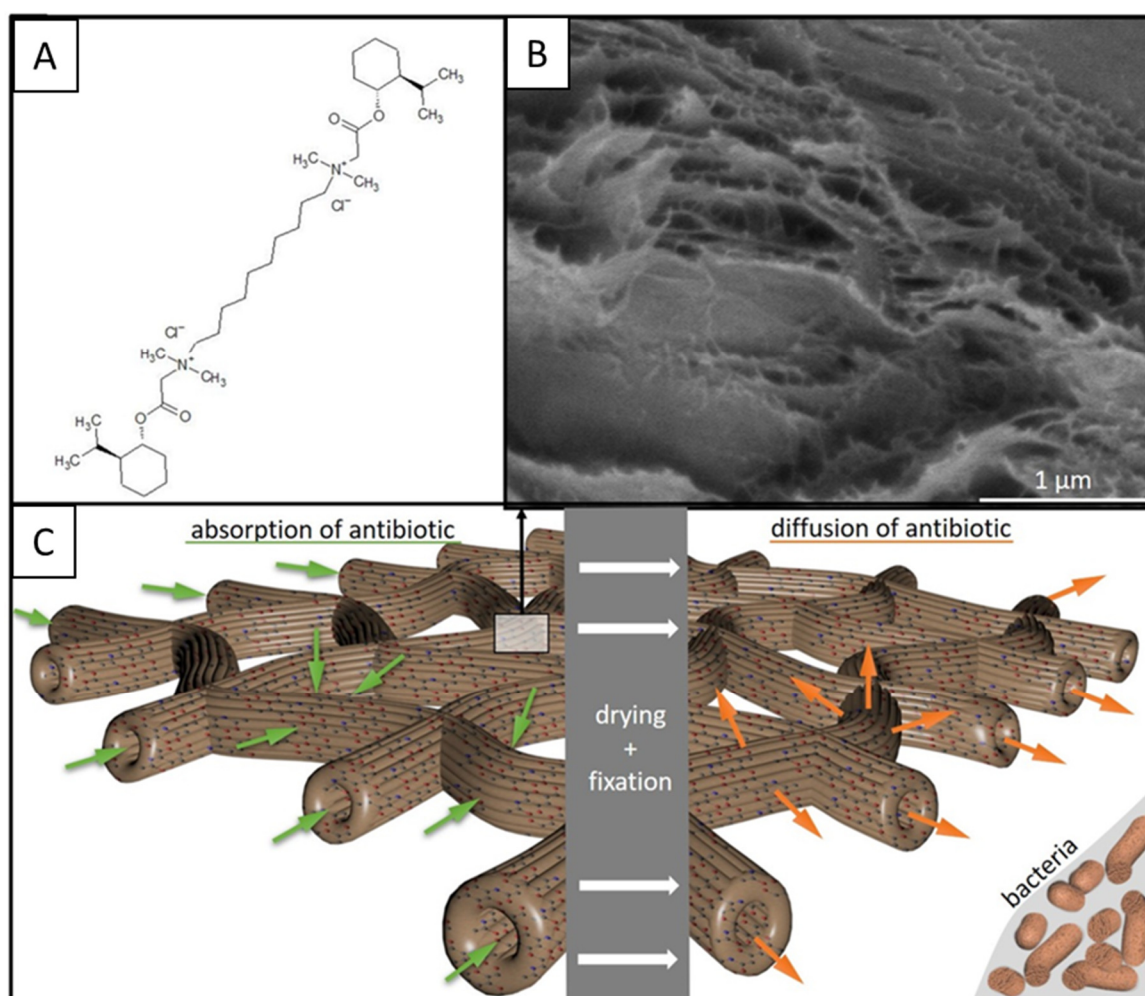 A
CH₃
CH₃
O
O
H₃C
N⁺
CH₃
Cl⁻
Cl⁻
H₃C
N⁺
CH₃
O
O
H₃C
H₃C
B
1 µm
C
absorption of antibiotic
diffusion of antibiotic
drying
+
fixation
bacteria